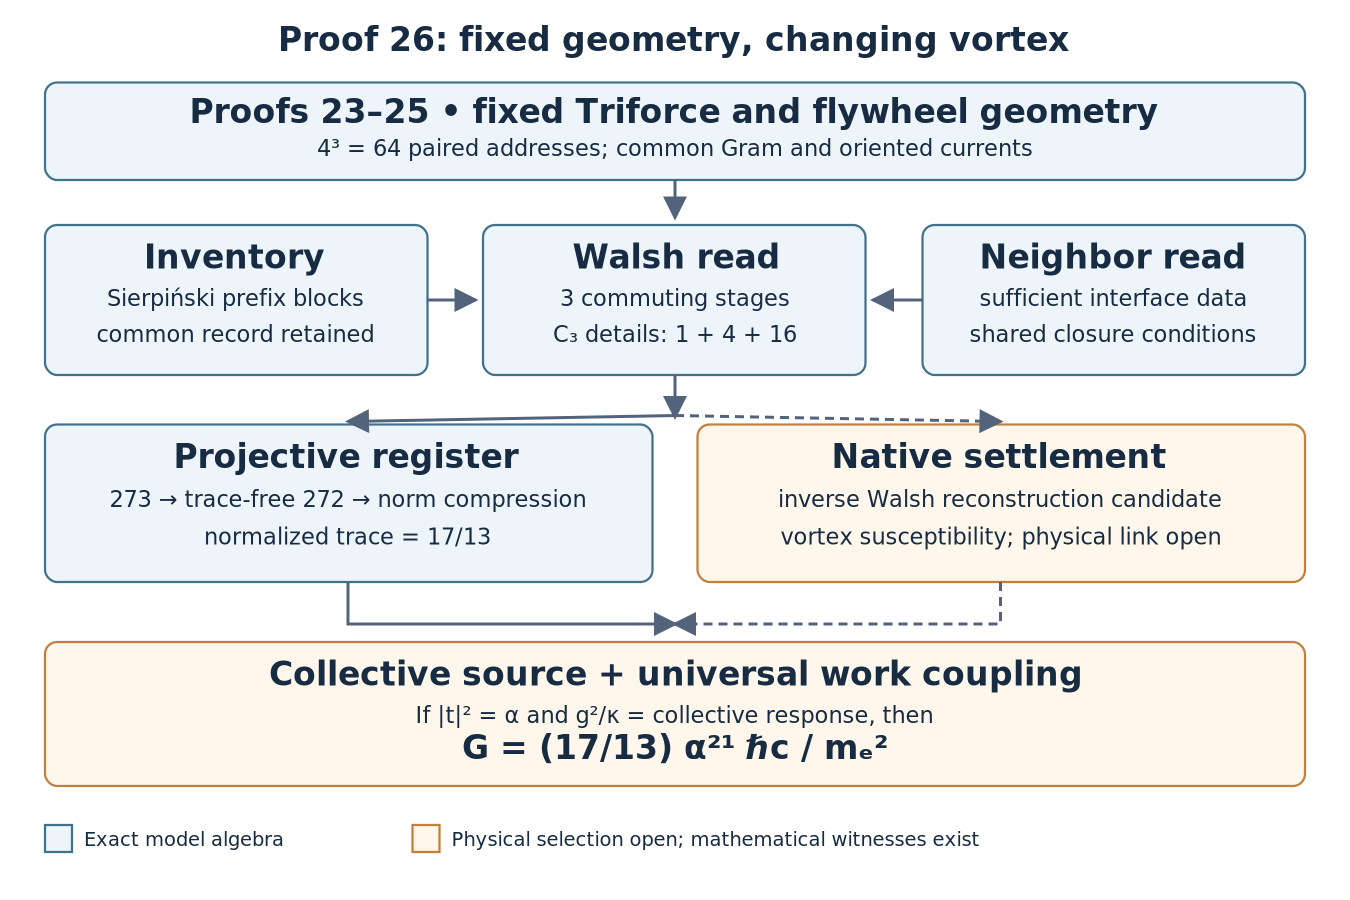 Proof 26: fixed geometry, changing vortex
Proofs 23–25 • fixed Triforce and flywheel geometry
4³ = 64 paired addresses; common Gram and oriented currents
Inventory
Sierpiński prefix blocks
common record retained
Walsh read
3 commuting stages
C₃ details: 1 + 4 + 16
Neighbor read
sufficient interface data
shared closure conditions
Projective register
273 → trace-free 272 → norm compression
normalized trace = 17/13
Native settlement
inverse Walsh reconstruction candidate
vortex susceptibility; physical link open
Collective source + universal work coupling
If |t|² = α and g²/κ = collective response, then
G = (17/13) α²¹ ℏc / mₑ²
Exact model algebra
Physical selection open; mathematical witnesses exist